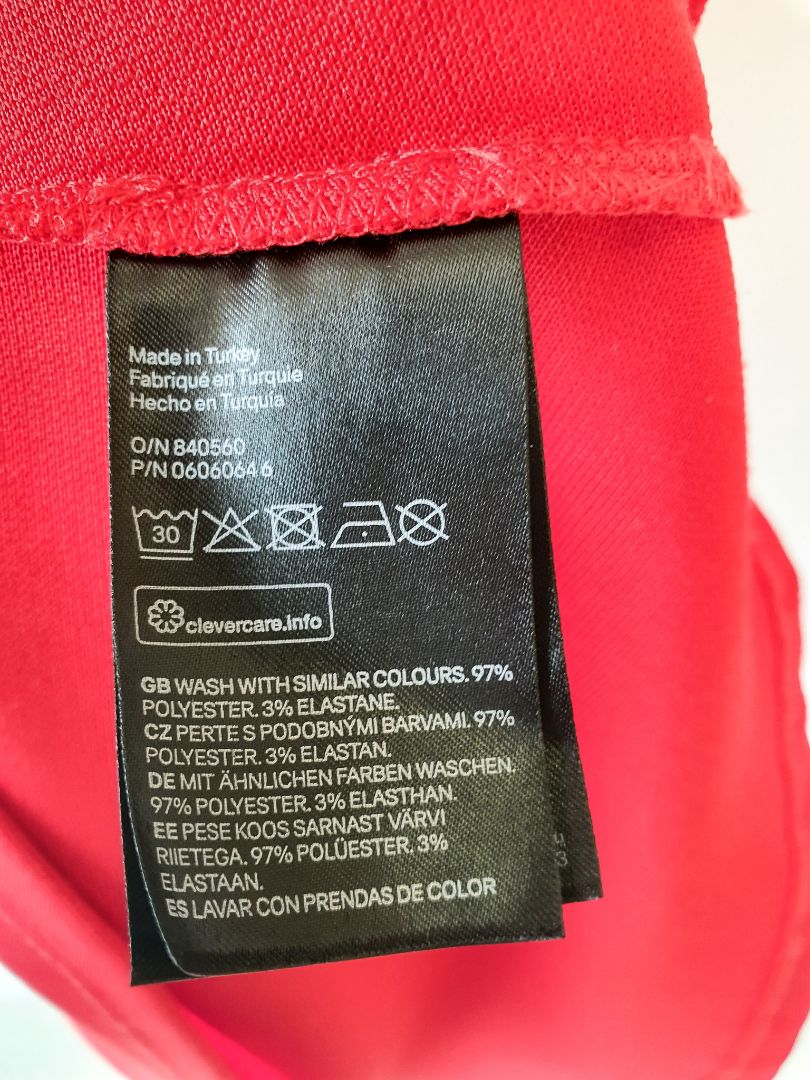 Made in Turkey
Fabriqué en Turquie
Hecho en Turquia
O/N 840560
P/N 0606064 6
30
clevercare.info
GB WASH WITH SIMILAR COLOURS. 97%
POLYESTER. 3% ELASTANE.
CZ PERTE S PODOBNÝMI BARVAMI. 97%
POLYESTER. 3% ELASTAN.
DE MIT ÄHNLICHEN FARBEN WASCHEN.
97% POLYESTER. 3% ELASTHAN.
EE PESE KOOS SARNAST VÄRVI
RIIETEGA. 97% POLÜESTER. 3%
ELASTAAN.
ES LAVAR CON PRENDAS DE COLOR